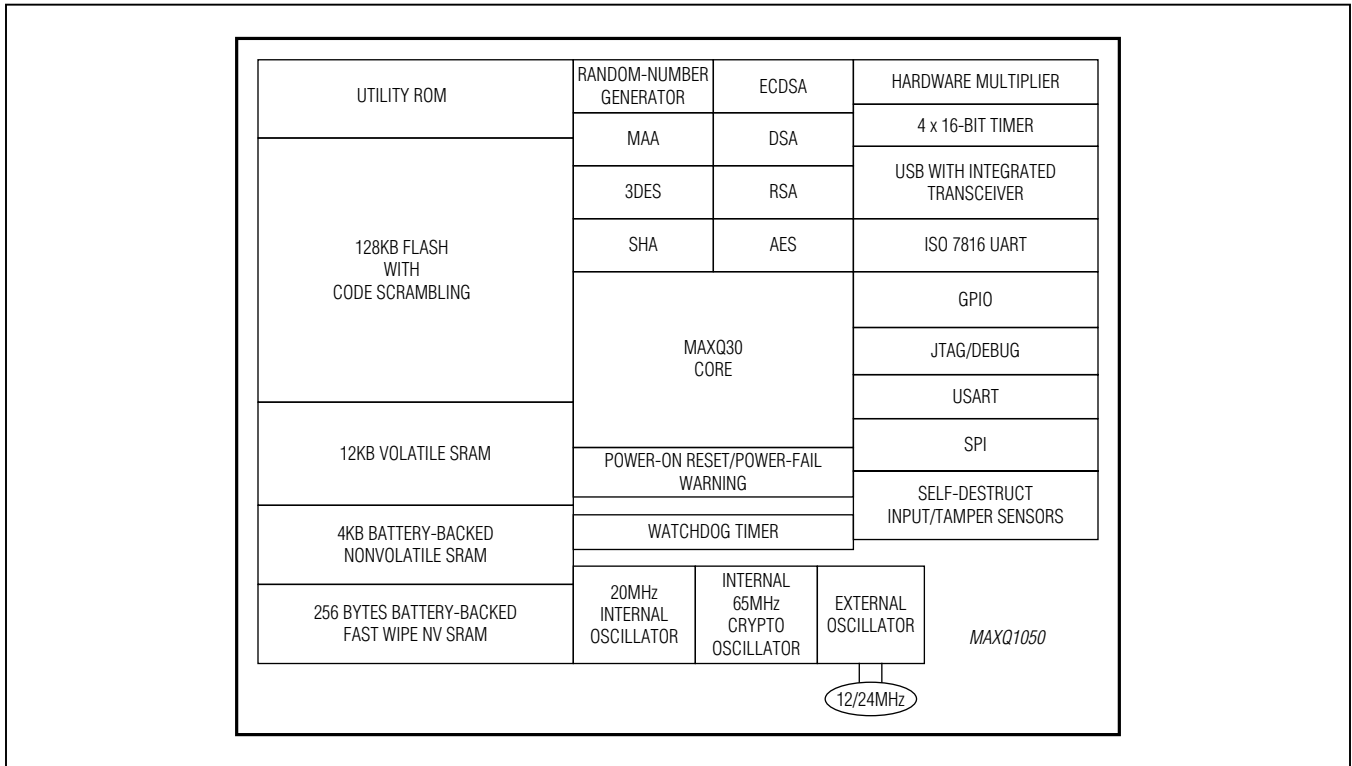 UTILITY ROM
128KB FLASH
WITH
CODE SCRAMBLING
12KB VOLATILE SRAM
4KB BATTERY-BACKED
NONVOLATILE SRAM
256 BYTES BATTERY-BACKED
FAST WIPE NV SRAM
RANDOM-NUMBER
GENERATOR
ECDSA
MAA
DSA
3DES
RSA
SHA
AES
MAXQ30
CORE
POWER-ON RESET/POWER-FAIL
WARNING
WATCHDOG TIMER
20MHz
INTERNAL
OSCILLATOR
INTERNAL
65MHz
CRYPTO
OSCILLATOR
EXTERNAL
OSCILLATOR
12/24MHz
HARDWARE MULTIPLIER
4 x 16-BIT TIMER
USB WITH INTEGRATED
TRANSCEIVER
ISO 7816 UART
GPIO
JTAG/DEBUG
USART
SPI
SELF-DESTRUCT
INPUT/TAMPER SENSORS
MAXQ1050